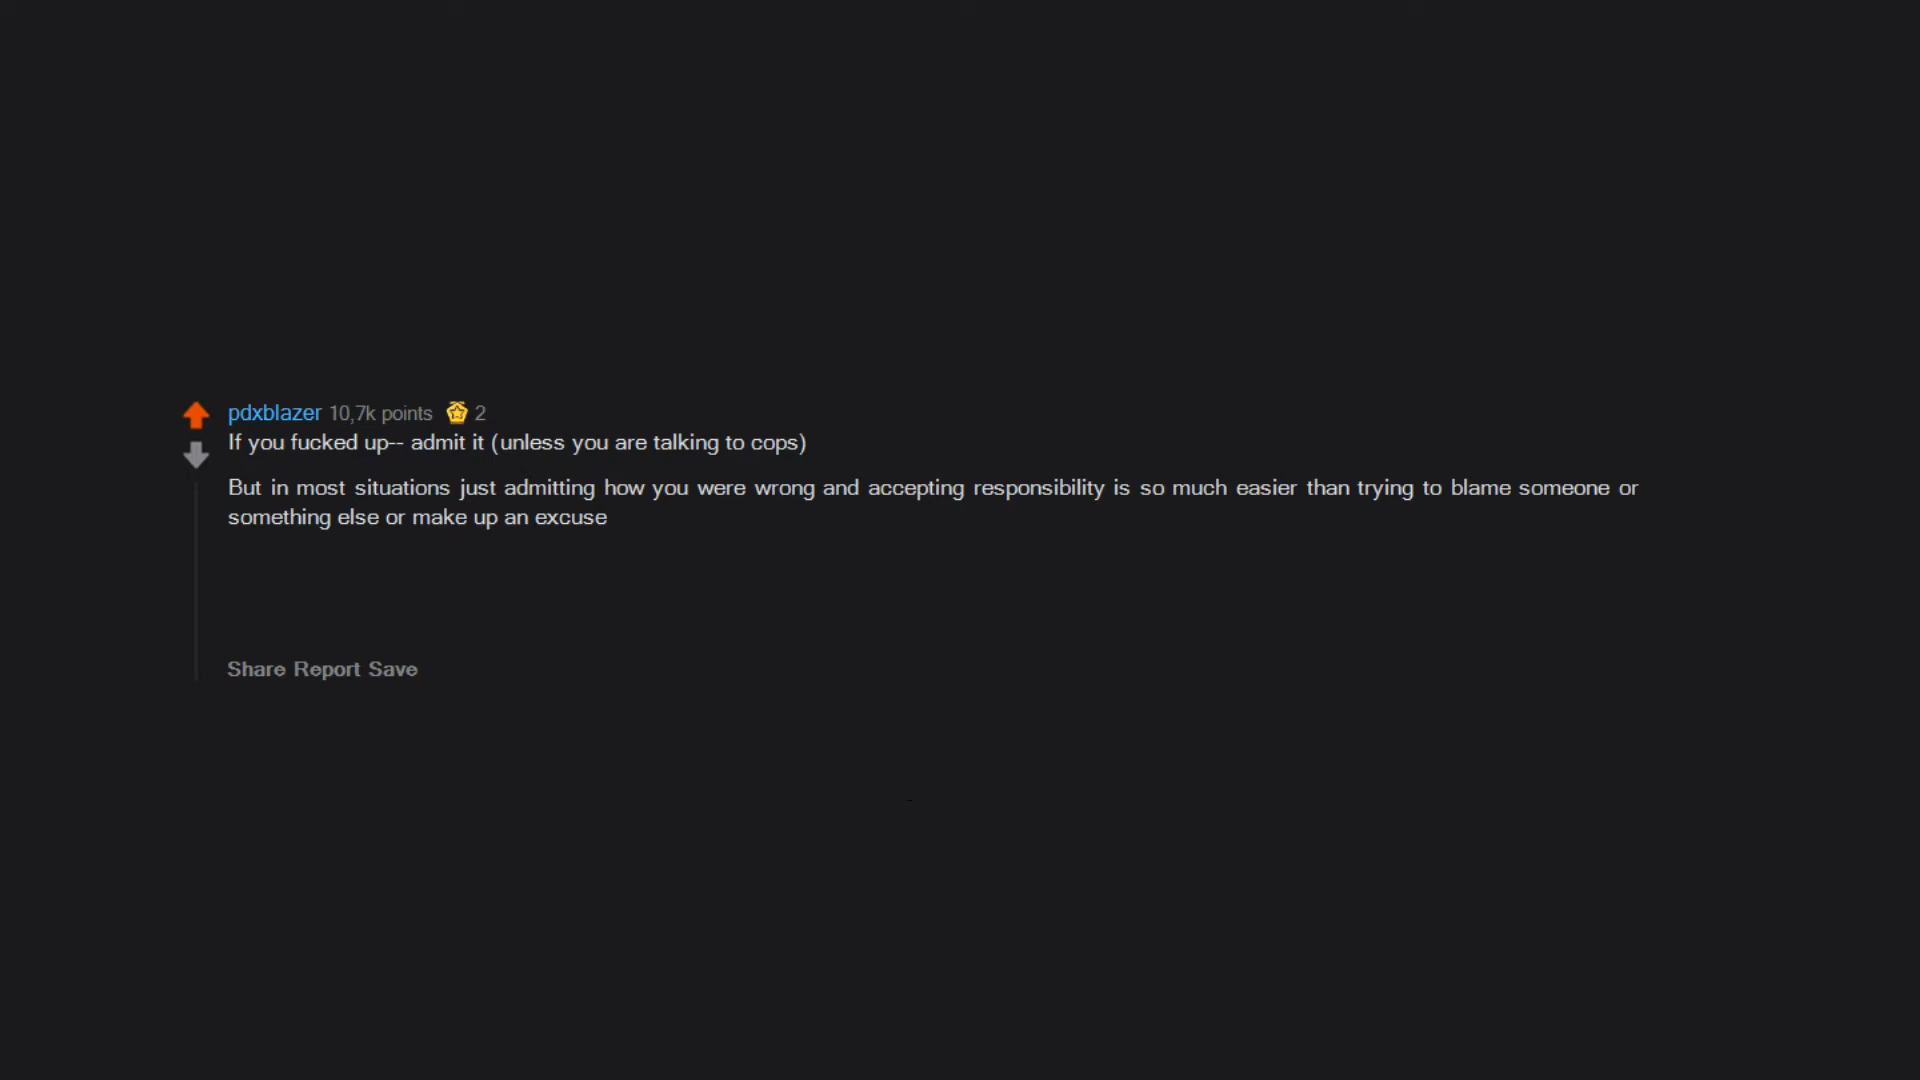 pdxblazer 10,7k points 2
If you fucked up-- admit it (unless you are talking to cops)
But in most situations just admitting how you were wrong and accepting responsibility is so much easier than trying to blame someone or
something else or make up an excuse
Share Report Save